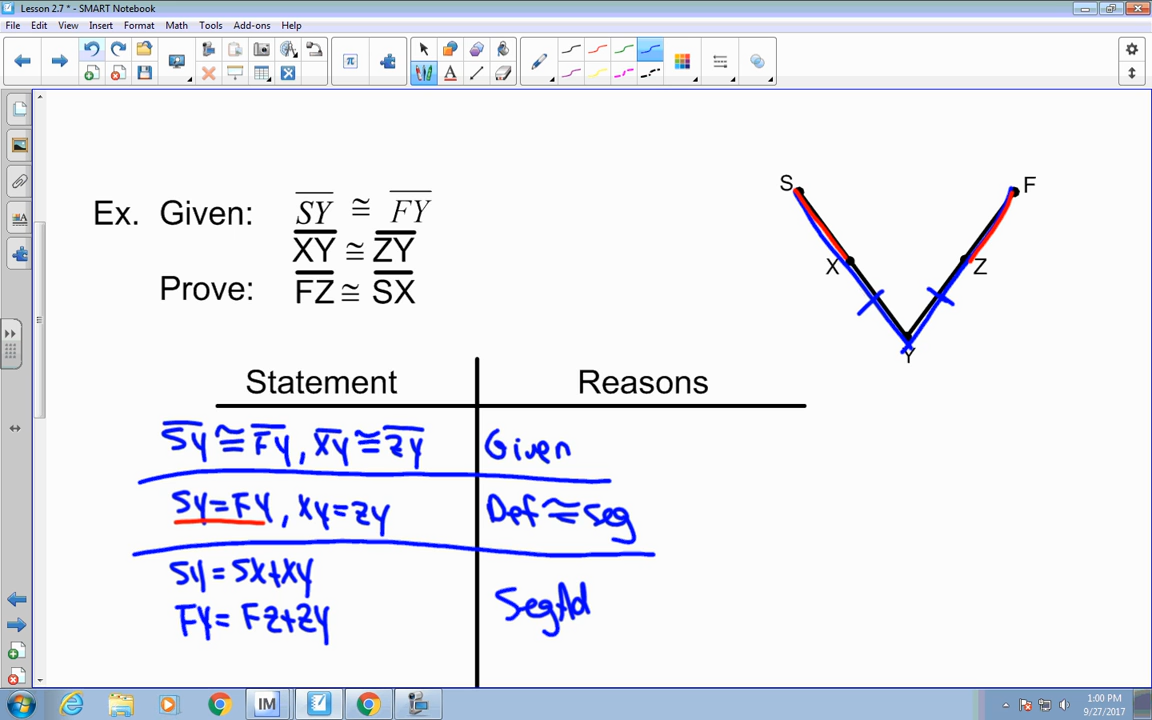 Lesson 2.7 * - SMART Notebook
File Edit View Insert Format Math Tools Add-ons Help
Ex. Given: SY ≅ FY
XY ≅ ZY
Prove: FZ ≅ SX
S F
X Z
Y
Statement Reasons
SY ≅ FY, XY ≅ ZY Given
SY = FY, XY = ZY Def ≅ seg
SY = SX + XY
FY = FZ + ZY Seg Ad
IM
1:00 PM
9/27/2017